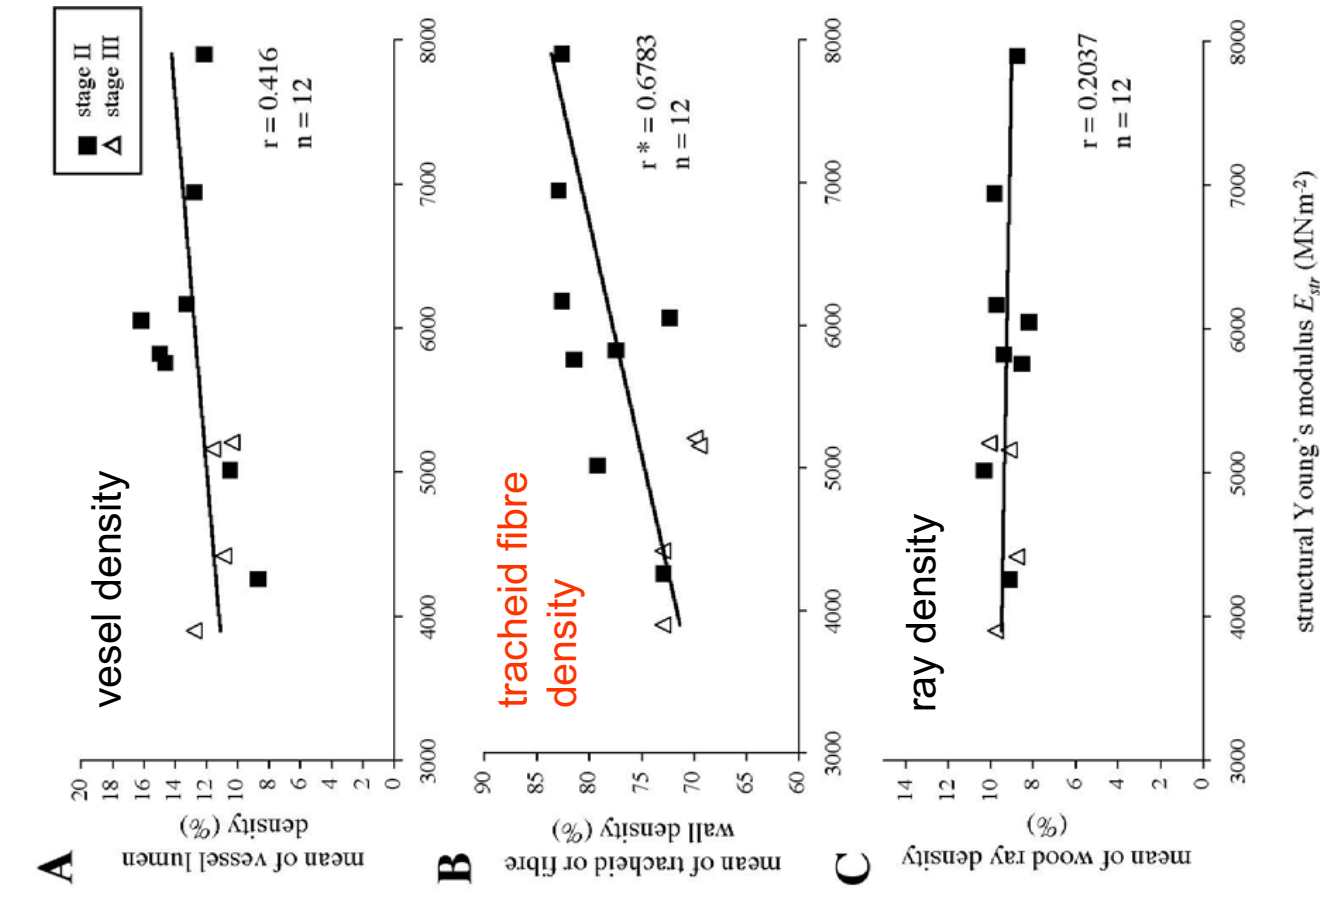 A
vessel density
stage II
stage III
r = 0.416
n = 12
mean of vessel lumen
density (%)
20
18
16
14
12
10
8
6
4
2
0
3000
4000
5000
6000
7000
8000
B
tracheid fibre
density
r * = 0.6783
n = 12
mean of tracheid or fibre
wall density (%)
90
85
80
75
70
65
60
3000
4000
5000
6000
7000
8000
C
ray density
r = 0.2037
n = 12
mean of wood ray density
(%)
14
12
10
8
6
4
2
0
3000
4000
5000
6000
7000
8000
structural Young's modulus E_str (MNm⁻²)